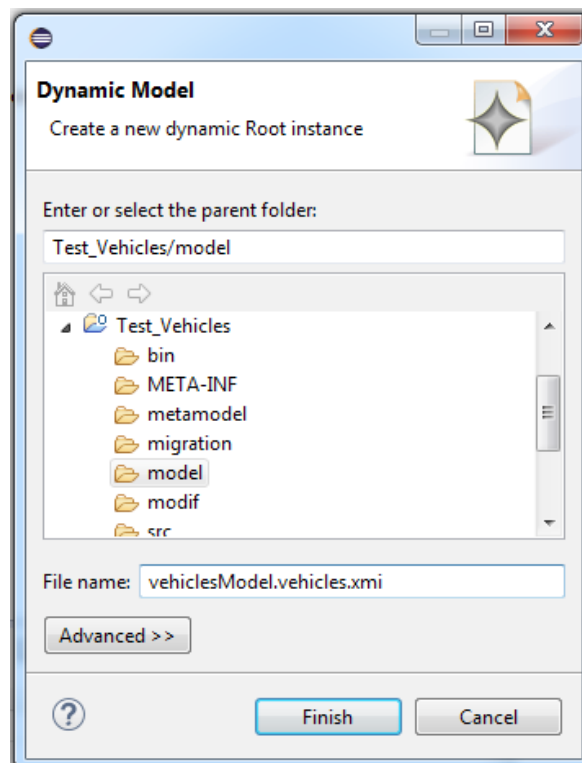 Dynamic Model
Create a new dynamic Root instance
Enter or select the parent folder:
Test_Vehicles/model
Test_Vehicles
bin
META-INF
metamodel
migration
model
modif
src
File name: vehiclesModel.vehicles.xmi
Advanced >>
Finish Cancel